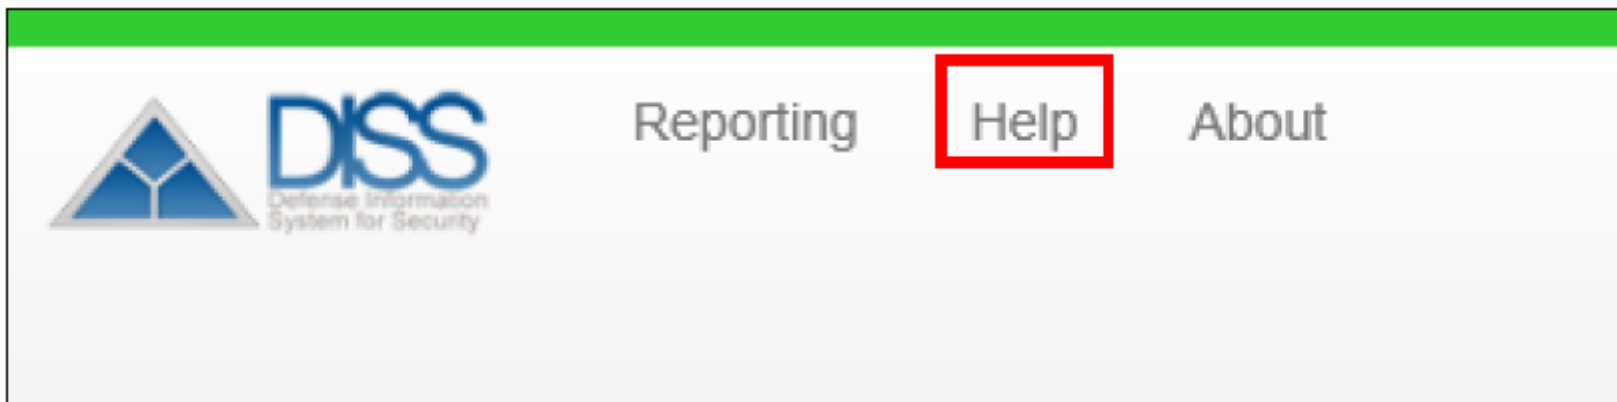 DISS
Defense Information
System for Security
Reporting Help About